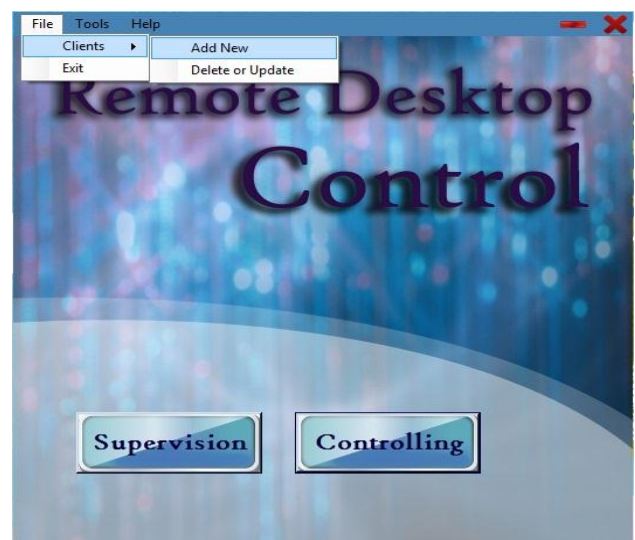 File Tools Help
Clients Add New
Exit Delete or Update
Remote Desktop
Control
Supervision Controlling